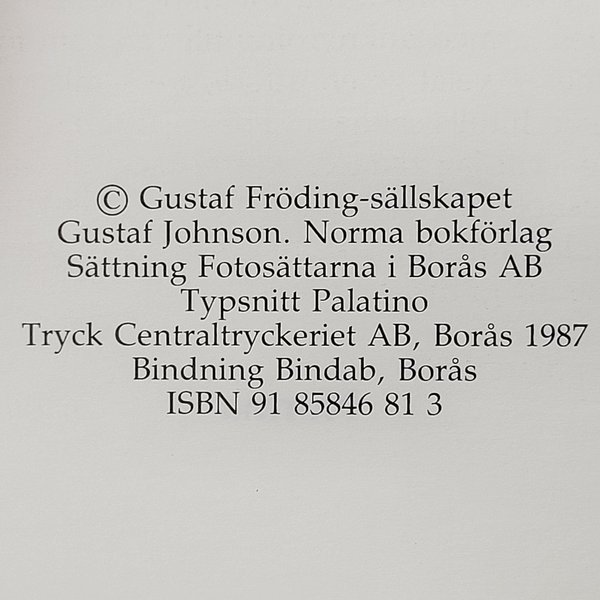 © Gustaf Fröding-sällskapet
Gustaf Johnson. Norma bokförlag
Sättning Fotosättarna i Borås AB
Typsnitt Palatino
Tryck Centraltryckeriet AB, Borås 1987
Bindning Bindab, Borås
ISBN 91 85846 81 3